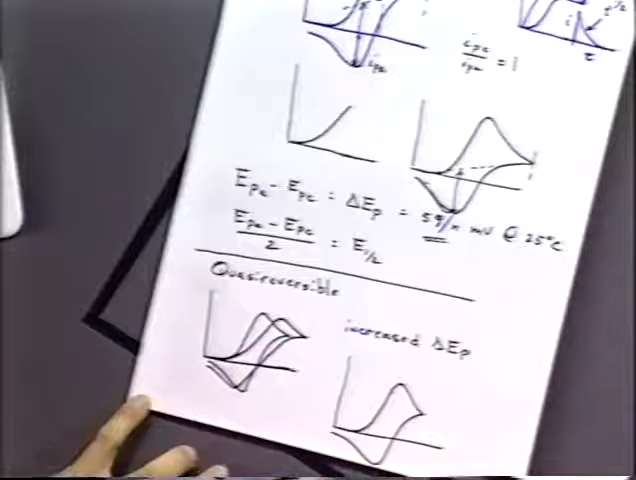 t^1/2
i
t
i_pc / i_pa = 1
i_pa
E_pa - E_pc = ΔE_p = 59/n mV @ 25°C
(E_pa - E_pc) / 2 = E_1/2
Quasireversible
increased ΔE_p